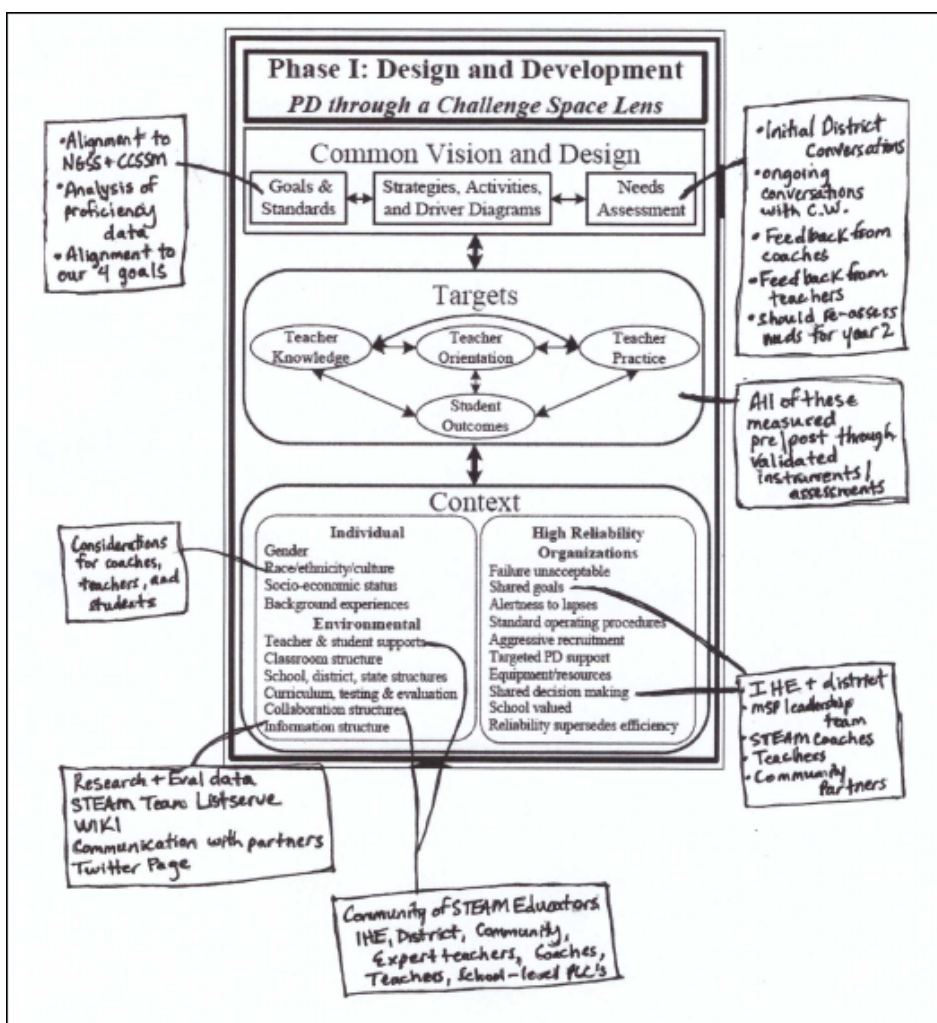 Phase I: Design and Development
PD through a Challenge Space Lens
Common Vision and Design
Goals &
Standards
Strategies, Activities,
and Driver Diagrams
Needs
Assessment
•Alignment to
NGSS + CCSSM
•Analysis of
proficiency
data
•Alignment to
our 4 goals
•Initial District
Conversations
•ongoing
conversations
with C.W.
•Feedback from
coaches
•Feedback from
teachers
•should re-assess
needs for year 2
Targets
Teacher
Knowledge
Teacher
Orientation
Teacher
Practice
Student
Outcomes
All of these
measured
pre/post through
validated
instruments/
assessments
Context
Individual
Gender
Race/ethnicity/culture
Socio-economic status
Background experiences
Environmental
Teacher & student supports
Classroom structure
School, district, state structures
Curriculum, testing & evaluation
Collaboration structures
Information structure
High Reliability
Organizations
Failure unacceptable
Shared goals
Alertness to lapses
Standard operating procedures
Aggressive recruitment
Targeted PD support
Equipment/resources
Shared decision making
School valued
Reliability supersedes efficiency
Considerations
for coaches,
teachers, and
students
•IHE + district
•MSP leadership
team
•STEAM coaches
•Teachers
•Community
Partners
Research + Eval data
STEAM Team Listserve
WIKI
Communication with partners
Twitter Page
Community of STEAM Educators
IHE, District, Community,
Expert teachers, Coaches,
Teachers, School-level PLC's